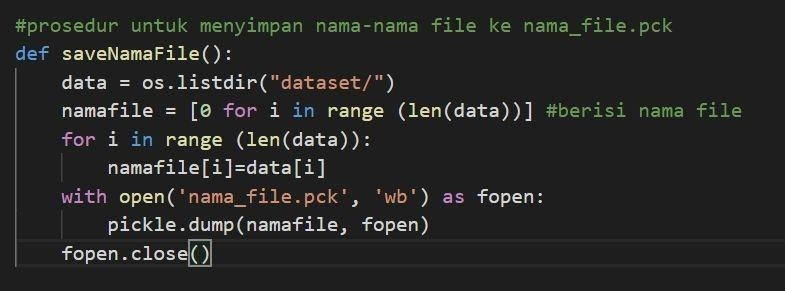 #prosedur untuk menyimpan nama-nama file ke nama_file.pck
def saveNamaFile():
    data = os.listdir("dataset/")
    namafile = [0 for i in range (len(data))] #berisi nama file
    for i in range (len(data)):
        namafile[i]=data[i]
    with open('nama_file.pck', 'wb') as fopen:
        pickle.dump(namafile, fopen)
    fopen.close()